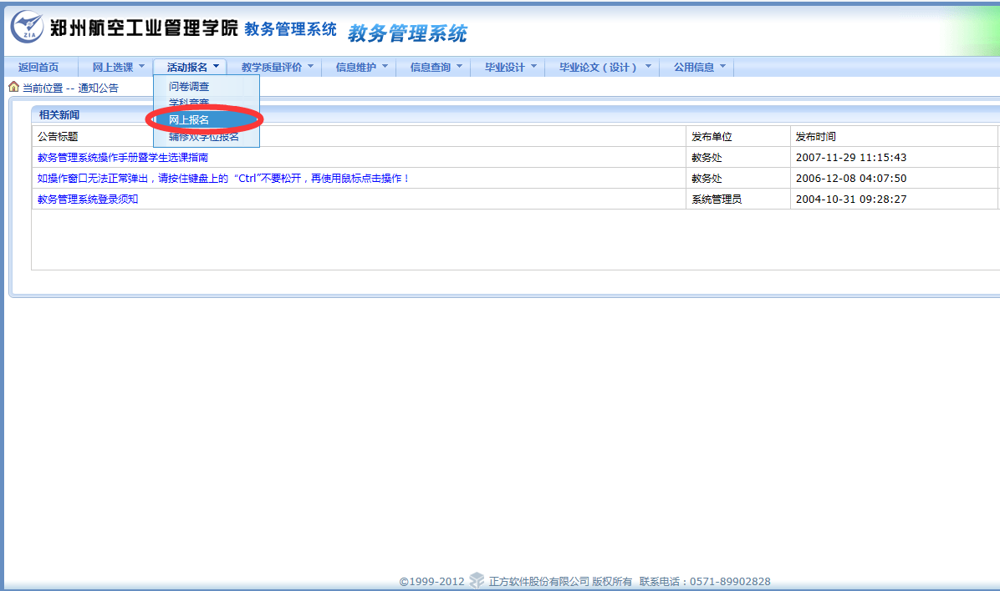 ZIA 郑州航空工业管理学院 教务管理系统 教务管理系统
返回首页 网上选课 活动报名 教学质量评价 信息维护 信息查询 毕业设计 毕业论文(设计) 公用信息
当前位置 -- 通知公告
问卷调查
学科竞赛
网上报名
辅修双学位报名
相关新闻
公告标题 发布单位 发布时间
教务管理系统操作手册暨学生选课指南 教务处 2007-11-29 11:15:43
如操作窗口无法正常弹出，请按住键盘上的“Ctrl”不要松开，再使用鼠标点击操作！ 教务处 2006-12-08 04:07:50
教务管理系统登录须知 系统管理员 2004-10-31 09:28:27
©1999-2012 正方软件股份有限公司 版权所有 联系电话：0571-89902828